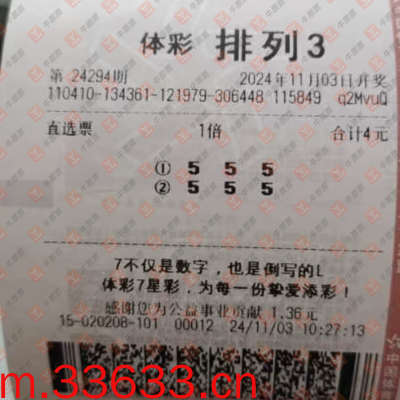 体彩 排列3
第 24294期 2024年11月03日开奖
110410-134361-121979-306448 115849 q2MvuQ
直选票 1倍 合计4元
① 5 5 5
② 5 5 5
7不仅是数字，也是倒写的L
体彩7星彩，为每一份挚爱添彩！
感谢您为公益事业贡献 1.36元
15-020208-101 00012 24/11/03 10:27:13
m.33633.cn